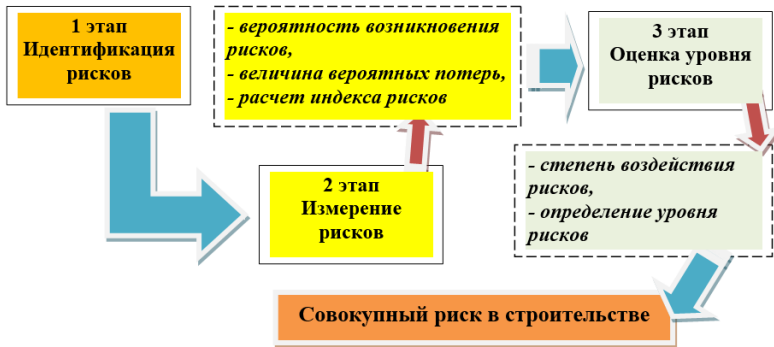 1 этап
Идентификация
рисков
2 этап
Измерение
рисков
- вероятность возникновения
рисков,
- величина вероятных потерь,
- расчет индекса рисков
3 этап
Оценка уровня
рисков
- степень воздействия
рисков,
- определение уровня
рисков
Совокупный риск в строительстве